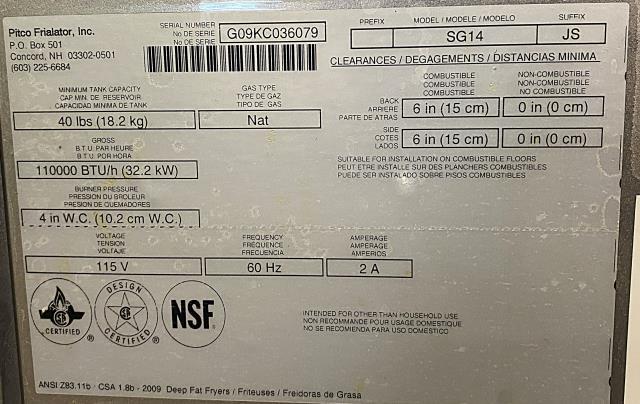 Pitco Frialator, Inc.
P.O. Box 501
Concord, NH 03302-0501
(603) 225-6684
SERIAL NUMBER
No DE SERIE
No DE SERIE
G09KC036079
PREFIX
MODEL / MODELE / MODELO
SUFFIX
SG14
JS
CLEARANCES / DEGAGEMENTS / DISTANCIAS MINIMA
MINIMUM TANK CAPACITY
CAP MIN. DE RESERVOIR
CAPACIDAD MINIMA DE TANK
40 lbs (18.2 kg)
GAS TYPE
TYPE DE GAZ
TIPO DE GAS
Nat
COMBUSTIBLE
COMBUSTIBLE
COMBUSTIBLE
NON-COMBUSTIBLE
NON-COMBUSTIBLE
NO COMBUSTIBLE
BACK
ARRIERE
PARTE DE ATRAS
6 in (15 cm)
0 in (0 cm)
SIDE
COTES
LADOS
6 in (15 cm)
0 in (0 cm)
GROSS
B.T.U. PAR HEURE
B.T.U. POR HORA
110000 BTU/h (32.2 kW)
SUITABLE FOR INSTALLATION ON COMBUSTIBLE FLOORS
PEUT ETRE INSTALLE SUR DES PLANCHERS COMBUSTIBLES
PUEDE SER INSTALADO SOBRE PISOS COMBUSTIBLES
BURNER PRESSURE
PRESSION DU BROLEUR
PRESION DE QUEMADORES
4 in W.C. (10.2 cm W.C.)
VOLTAGE
TENSION
VOLTAJE
115 V
FREQUENCY
FREQUENCE
FRECUENCIA
60 Hz
AMPERAGE
AMPERAGE
AMPERIOS
2 A
CERTIFIED ®
DESIGN
CERTIFIED ®
NSF ®
INTENDED FOR OTHER THAN HOUSEHOLD USE
NON RECOMMANDE POUR USAGE DOMESTIQUE
NO SE RECOMIENDA PARA USO DOMESTICO
ANSI Z83.11b · CSA 1.8b - 2009 Deep Fat Fryers / Friteuses / Freidoras de Grasa